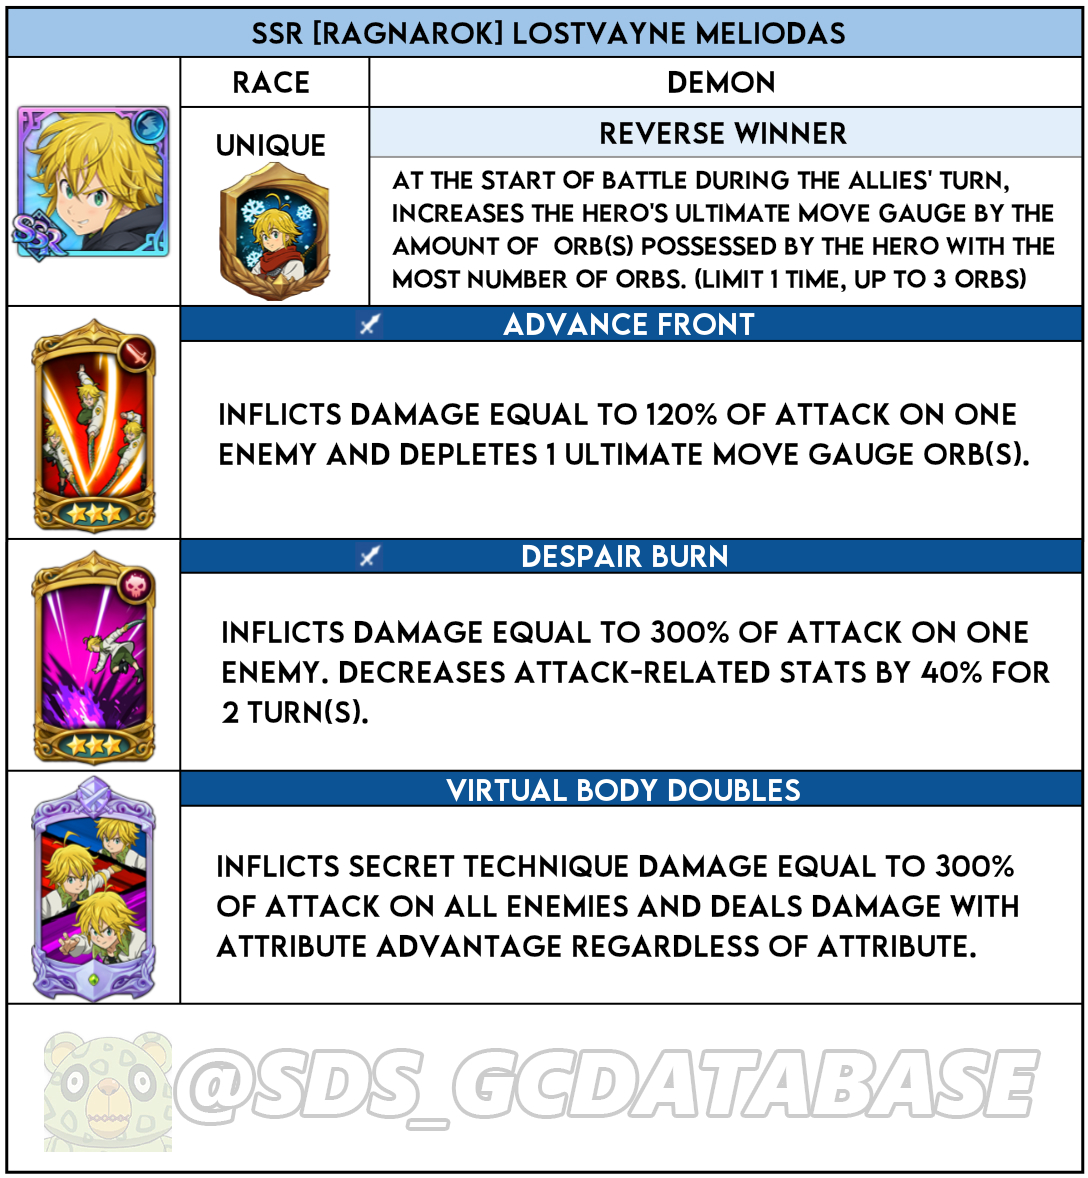 SSR [RAGNAROK] LOSTVAYNE MELIODAS
RACE
DEMON
SSR
UNIQUE
REVERSE WINNER
AT THE START OF BATTLE DURING THE ALLIES' TURN,
INCREASES THE HERO'S ULTIMATE MOVE GAUGE BY THE
AMOUNT OF ORB(S) POSSESSED BY THE HERO WITH THE
MOST NUMBER OF ORBS. (LIMIT 1 TIME, UP TO 3 ORBS)
ADVANCE FRONT
INFLICTS DAMAGE EQUAL TO 120% OF ATTACK ON ONE
ENEMY AND DEPLETES 1 ULTIMATE MOVE GAUGE ORB(S).
DESPAIR BURN
INFLICTS DAMAGE EQUAL TO 300% OF ATTACK ON ONE
ENEMY. DECREASES ATTACK-RELATED STATS BY 40% FOR
2 TURN(S).
VIRTUAL BODY DOUBLES
INFLICTS SECRET TECHNIQUE DAMAGE EQUAL TO 300%
OF ATTACK ON ALL ENEMIES AND DEALS DAMAGE WITH
ATTRIBUTE ADVANTAGE REGARDLESS OF ATTRIBUTE.
@SDS_GCDATABASE